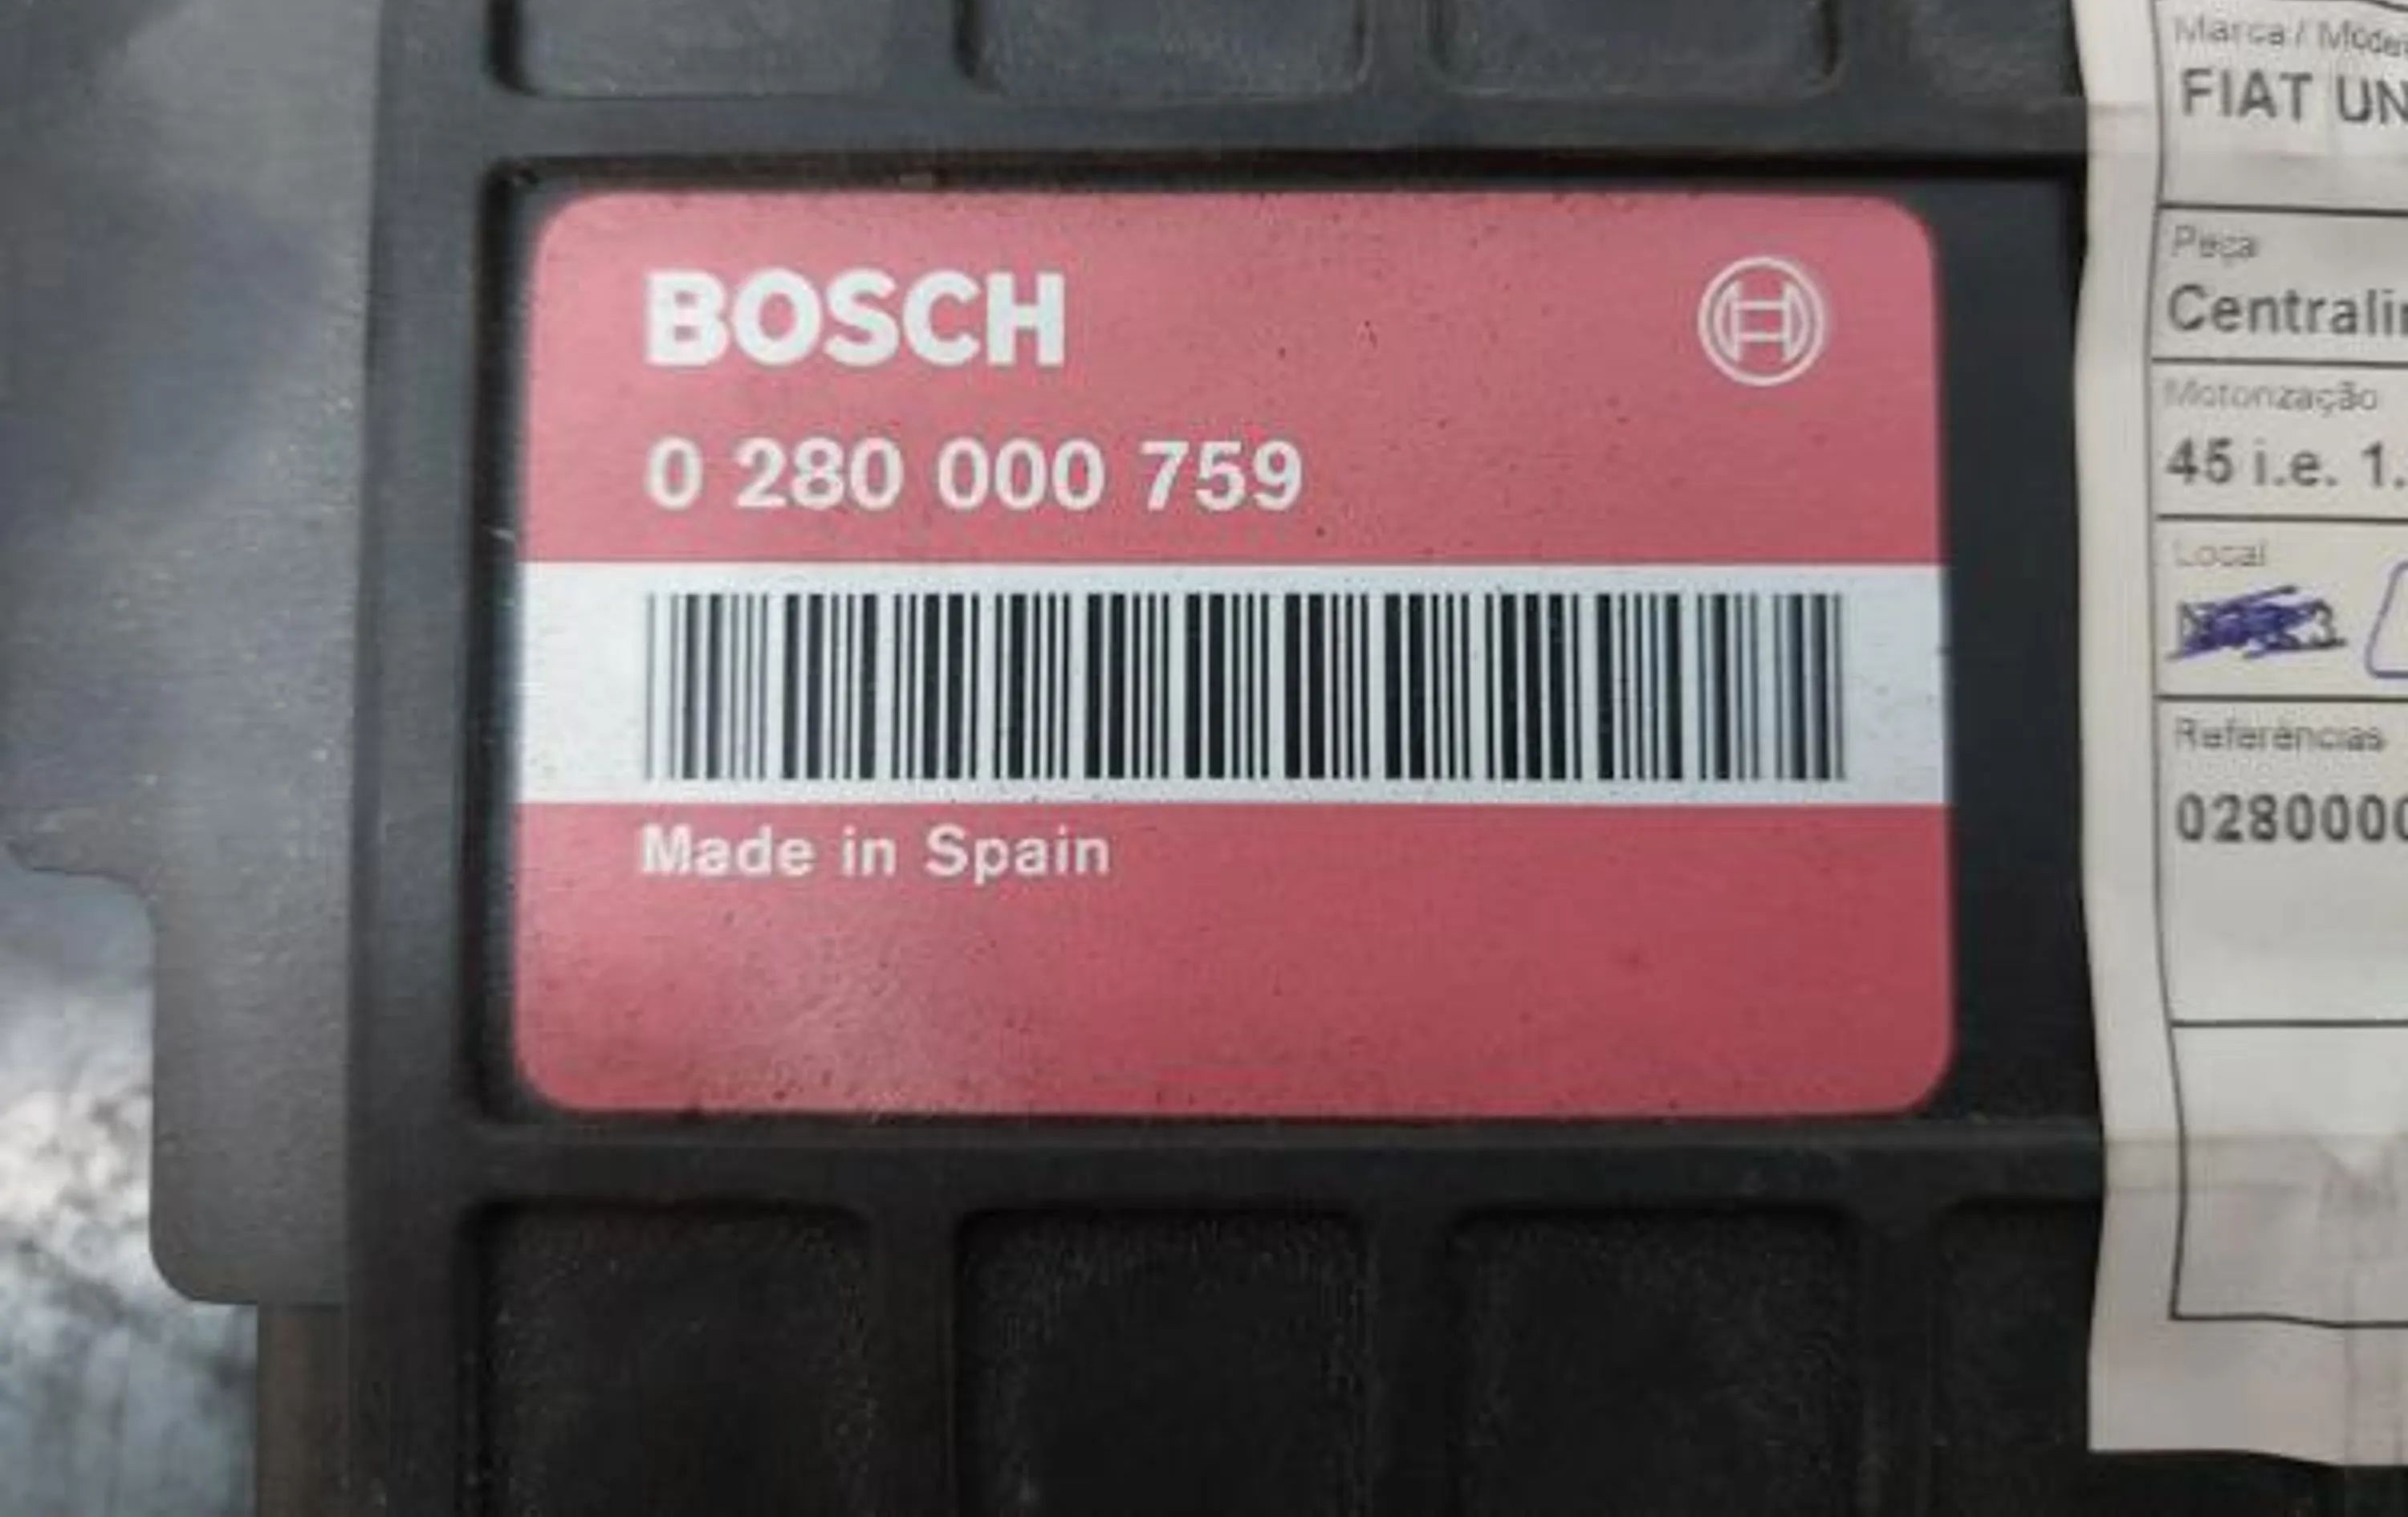 BOSCH
0 280 000 759
Made in Spain
Marca / Mode
FIAT UN
Peça
Centrali
Motorização
45 i.e. 1.
Local
Referências
0280000